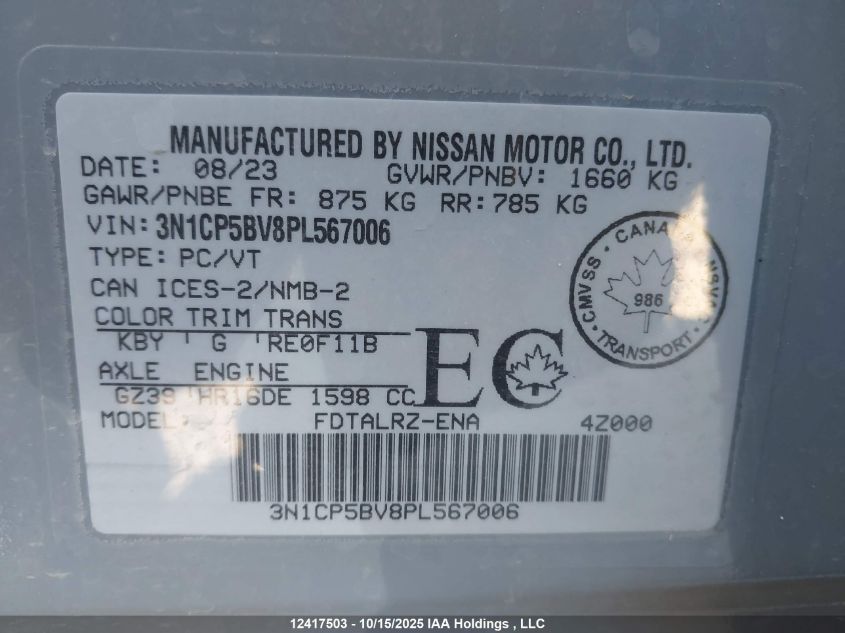 MANUFACTURED BY NISSAN MOTOR CO., LTD.
DATE: 08/23 GVWR/PNBV: 1660 KG
GAWR/PNBE FR: 875 KG RR: 785 KG
VIN: 3N1CP5BV8PL567006
TYPE: PC/VT
CAN ICES-2/NMB-2
COLOR TRIM TRANS
KBY G RE0F11B
AXLE ENGINE
GZ39 HR16DE 1598 CC
EC
CMVSS · CANADA · NSVAC · TRANSPORT ·
986
MODEL: FDTALRZ-ENA 4Z000
3N1CP5BV8PL567006
12417503 - 10/15/2025 IAA Holdings , LLC